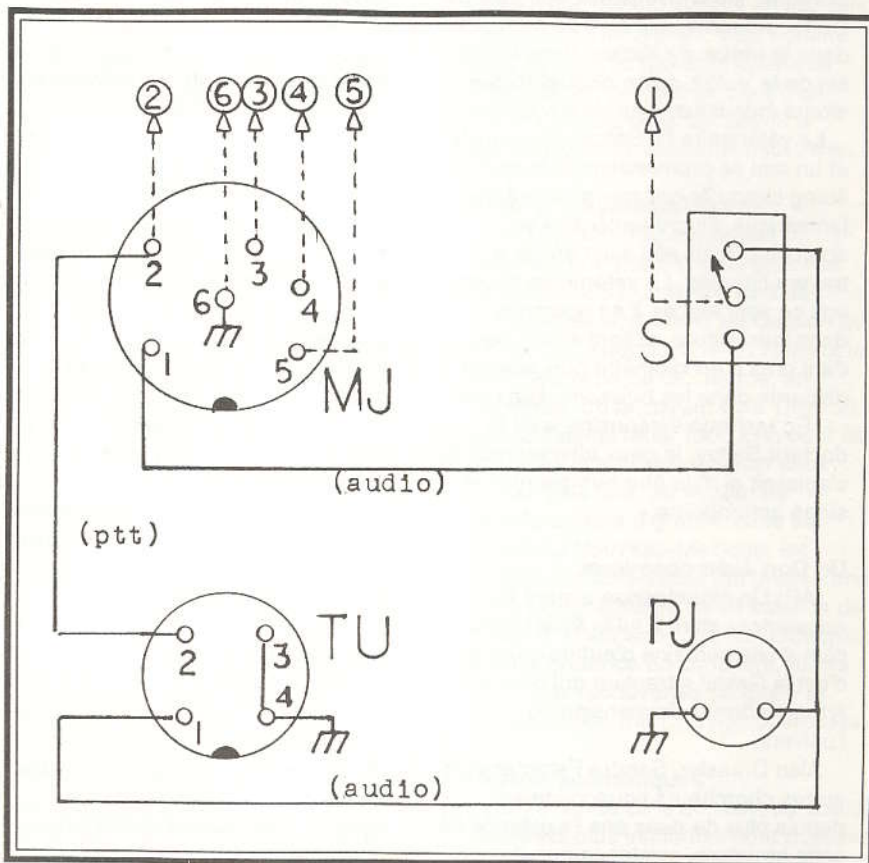 ② ⑥ ③ ④ ⑤ ①
2 3
6 4
1 5
MJ
S
(audio)
(ptt)
TU
PJ
2 3
1 4
(audio)